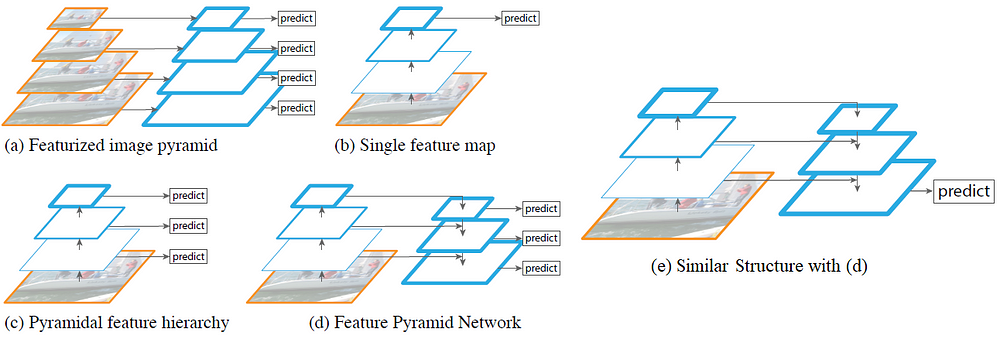 predict
predict
predict
predict
(a) Featurized image pyramid
predict
(b) Single feature map
predict
predict
predict
(c) Pyramidal feature hierarchy
predict
predict
predict
(d) Feature Pyramid Network
predict
(e) Similar Structure with (d)